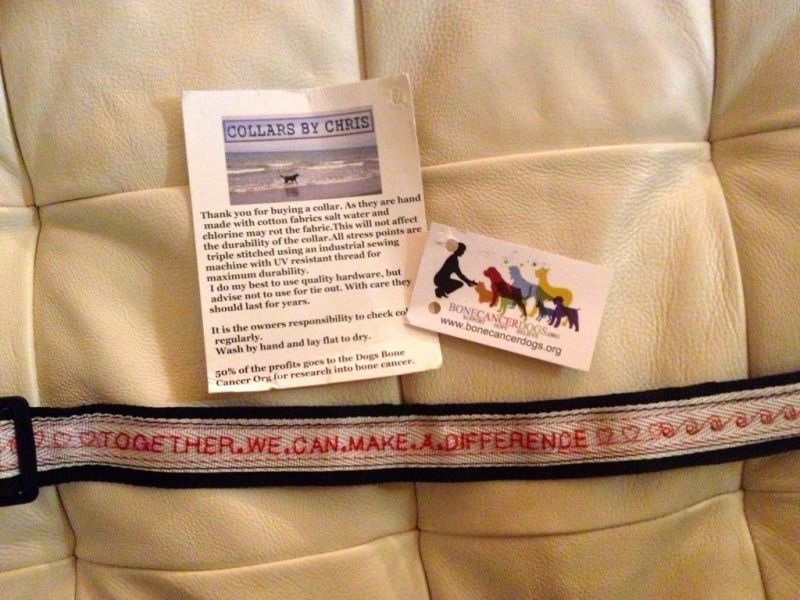 COLLARS BY CHRIS
Thank you for buying a collar. As they are hand
made with cotton fabrics salt water and
chlorine may rot the fabric.This will not affect
the durability of the collar.All stress points are
triple stitched using an industrial sewing
machine with UV resistant thread for
maximum durability.
I do my best to use quality hardware, but
advise not to use for tie out. With care they
should last for years.
It is the owners responsibility to check
regularly.
Wash by hand and lay flat to dry.
50% of the profits goes to the Dogs Bone
Cancer Org for research into bone cancer.
BONECANCERDOGS.ORG
SUPPORT HOPE BELIEVE
www.bonecancerdogs.org
TOGETHER.WE.CAN.MAKE.A.DIFFERENCE